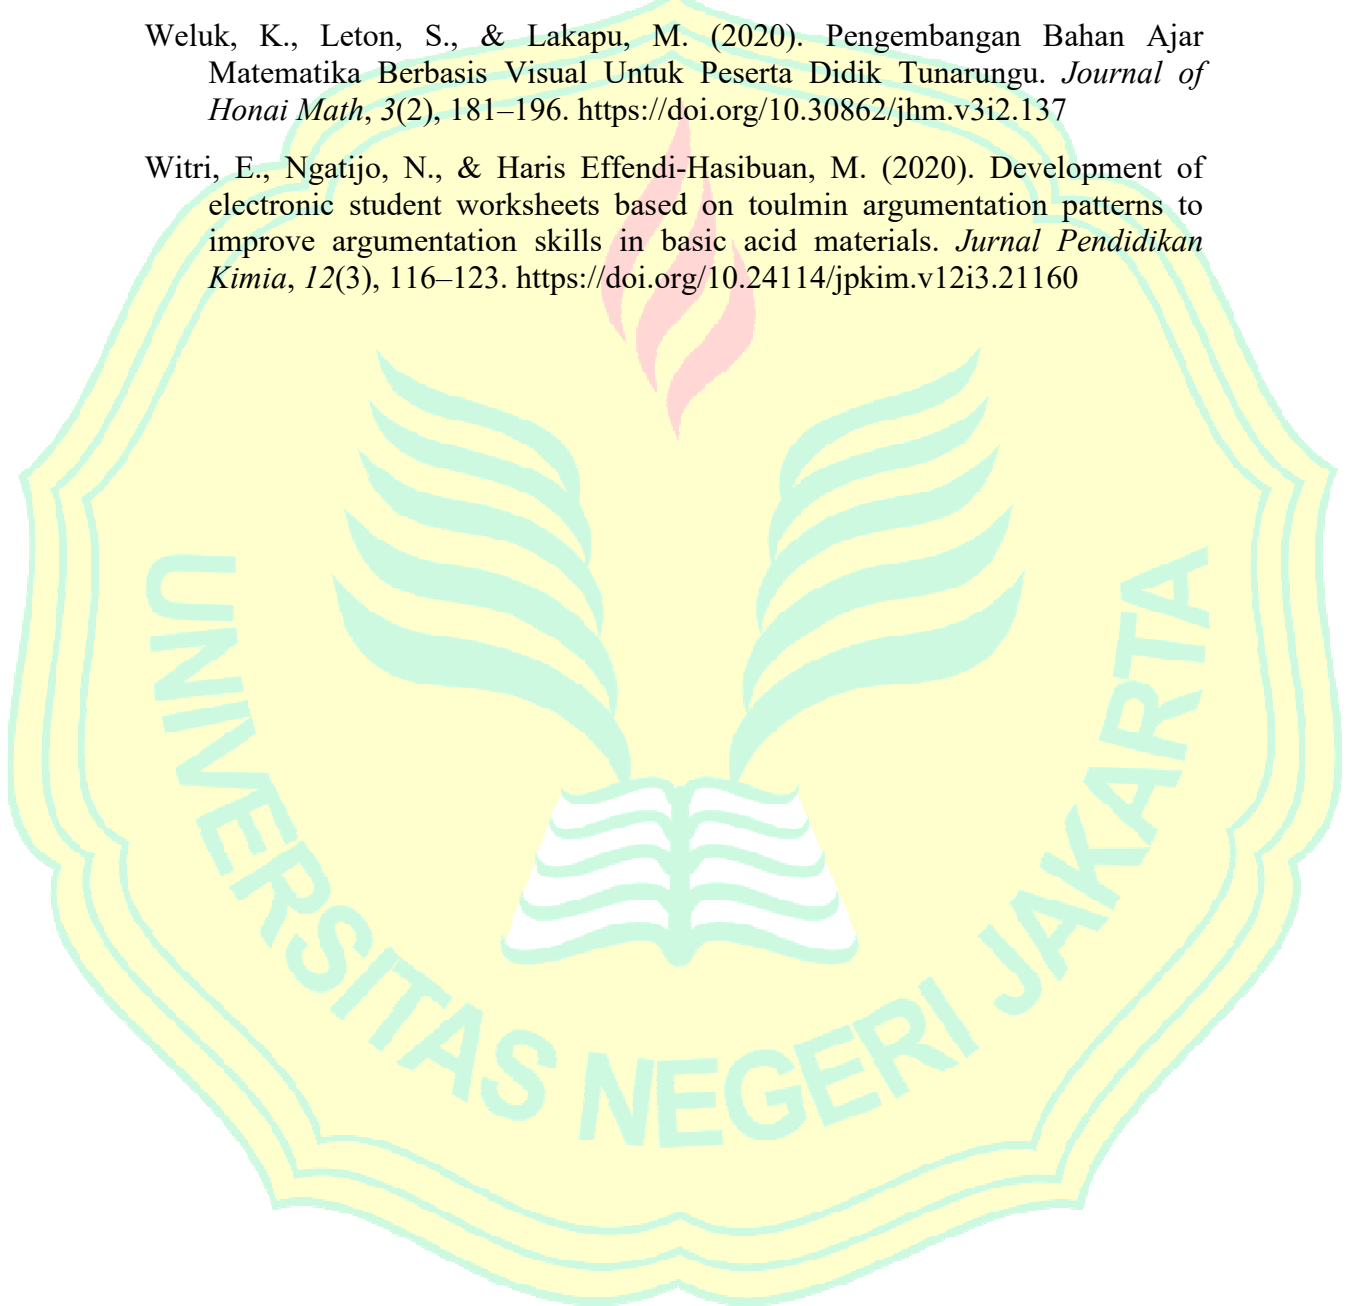 Weluk, K., Leton, S., & Lakapu, M. (2020). Pengembangan Bahan Ajar
Matematika Berbasis Visual Untuk Peserta Didik Tunarungu. Journal of
Honai Math, 3(2), 181–196. https://doi.org/10.30862/jhm.v3i2.137
Witri, E., Ngatijo, N., & Haris Effendi-Hasibuan, M. (2020). Development of
electronic student worksheets based on toulmin argumentation patterns to
improve argumentation skills in basic acid materials. Jurnal Pendidikan
Kimia, 12(3), 116–123. https://doi.org/10.24114/jpkim.v12i3.21160
UNIVERSITAS NEGERI JAKARTA